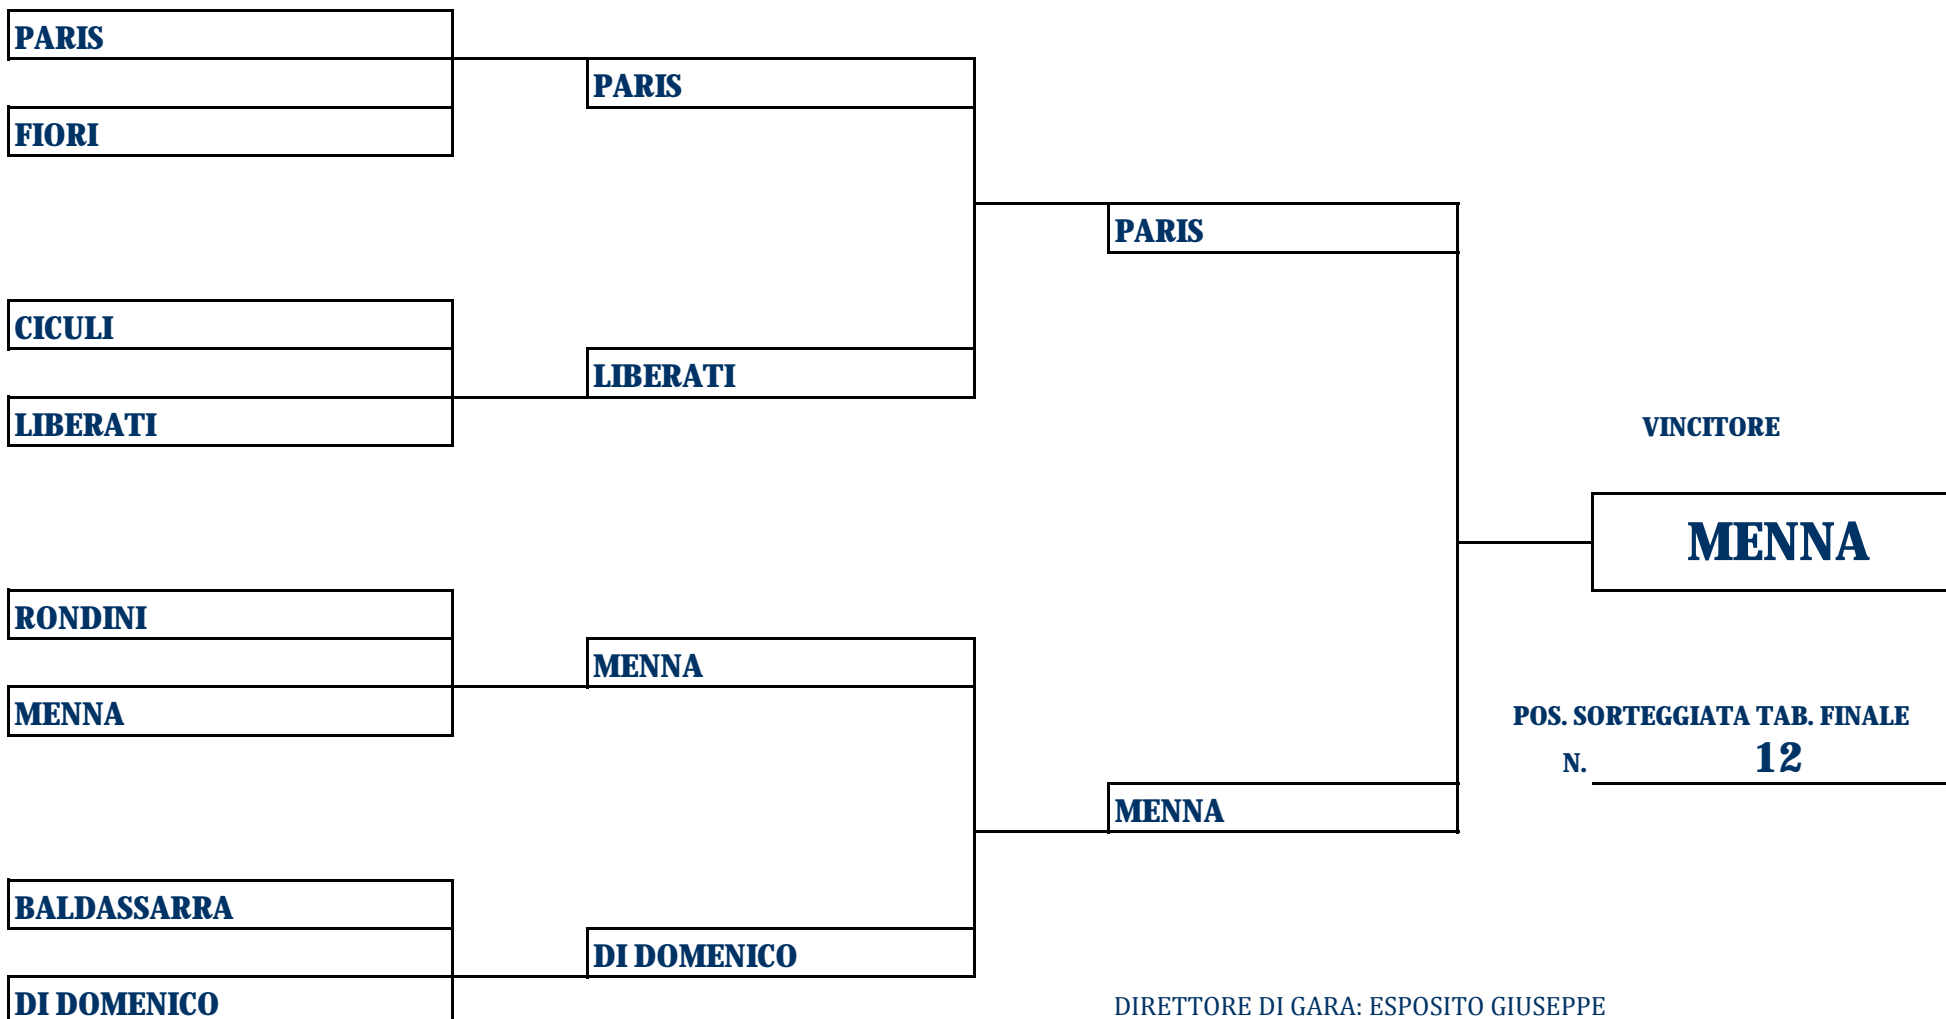 PARIS
PARIS
FIORI
PARIS
CICULI
LIBERATI
LIBERATI
VINCITORE
MENNA
RONDINI
MENNA
MENNA
POS. SORTEGGIATA TAB. FINALE
N. 12
MENNA
BALDASSARRA
DI DOMENICO
DI DOMENICO
DIRETTORE DI GARA: ESPOSITO GIUSEPPE